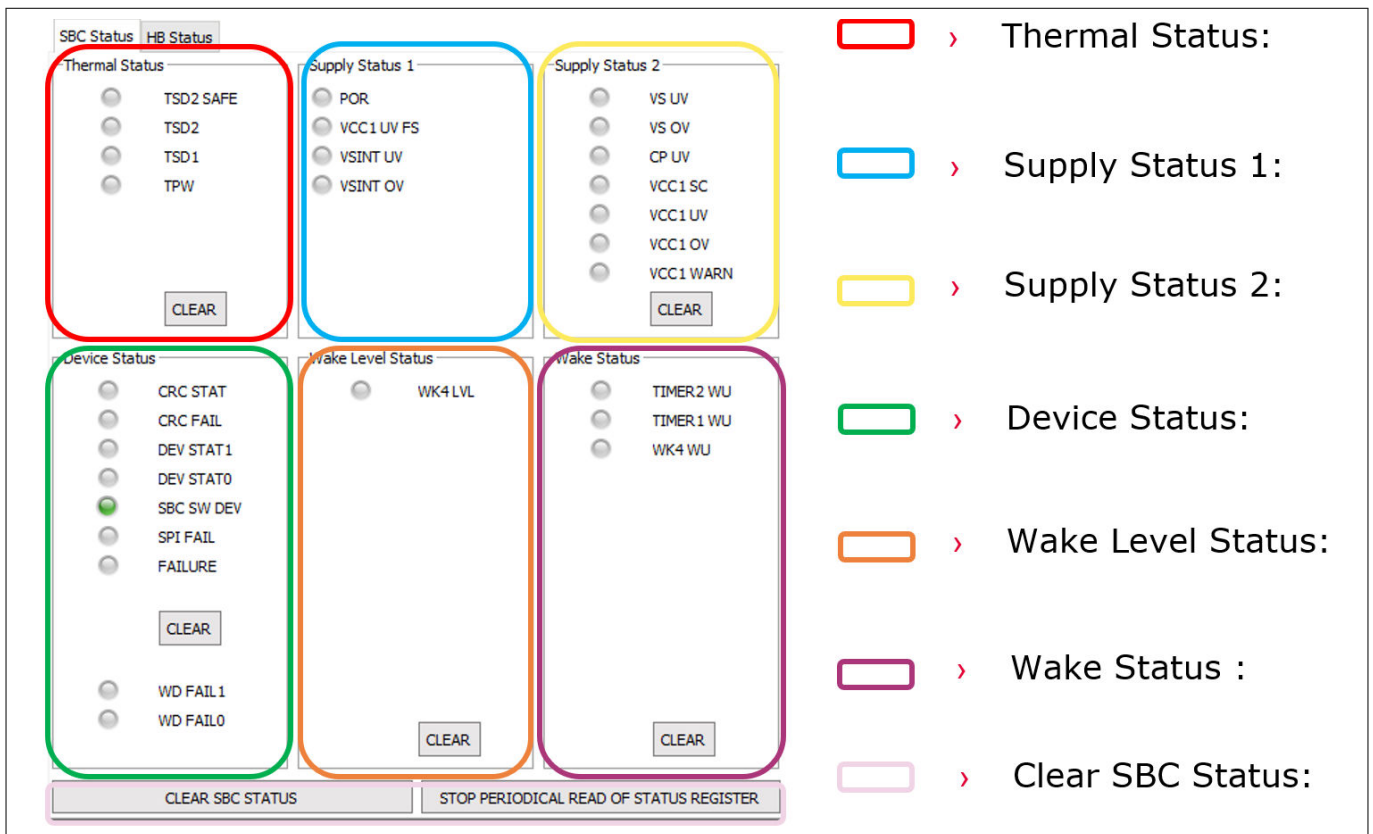 SBC Status HB Status
Thermal Status
TSD2 SAFE
TSD2
TSD1
TPW
CLEAR
Supply Status 1
POR
VCC1 UV FS
VSINT UV
VSINT OV
Supply Status 2
VS UV
VS OV
CP UV
VCC1 SC
VCC1 UV
VCC1 OV
VCC1 WARN
CLEAR
Device Status
CRC STAT
CRC FAIL
DEV STAT1
DEV STAT0
SBC SW DEV
SPI FAIL
FAILURE
CLEAR
WD FAIL1
WD FAIL0
Wake Level Status
WK4 LVL
CLEAR
Wake Status
TIMER2 WU
TIMER1 WU
WK4 WU
CLEAR
CLEAR SBC STATUS
STOP PERIODICAL READ OF STATUS REGISTER
› Thermal Status:
› Supply Status 1:
› Supply Status 2:
› Device Status:
› Wake Level Status:
› Wake Status :
› Clear SBC Status: